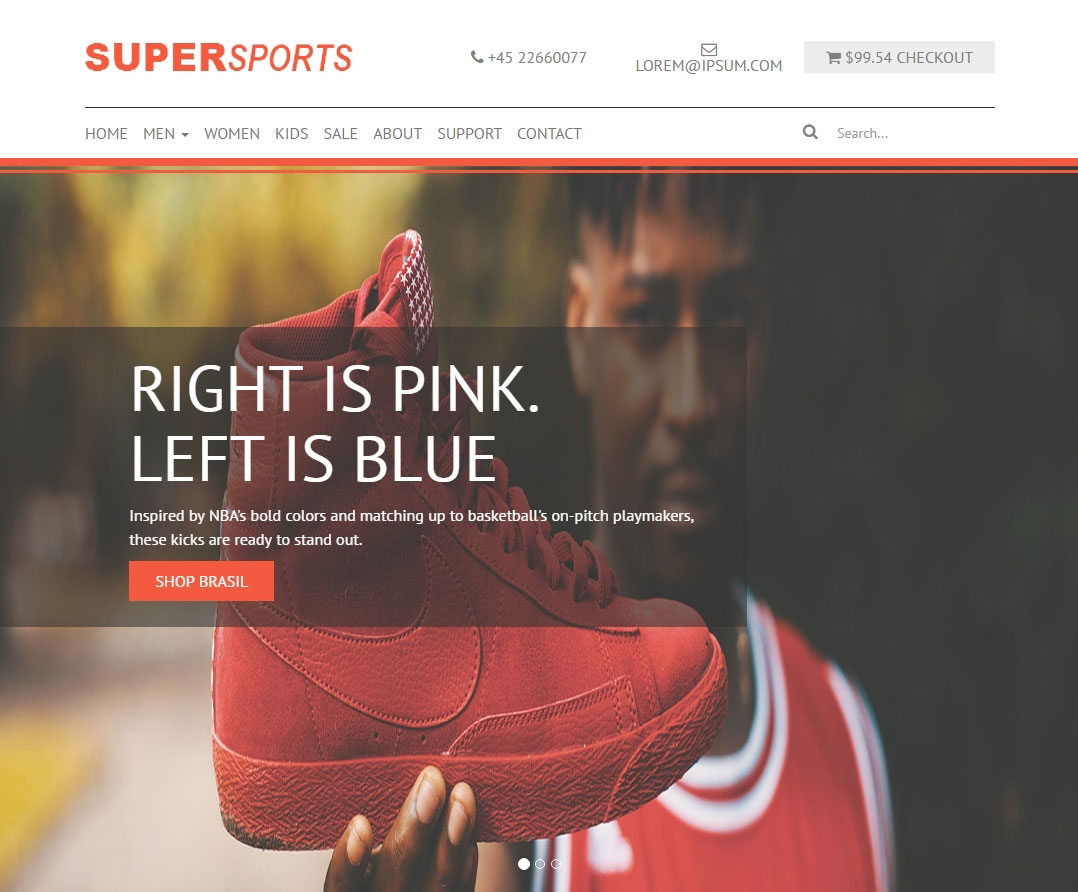 SUPERSPORTS
+45 22660077
LOREM@IPSUM.COM
$99.54 CHECKOUT
HOME MEN WOMEN KIDS SALE ABOUT SUPPORT CONTACT
Search...
RIGHT IS PINK.
LEFT IS BLUE
Inspired by NBA's bold colors and matching up to basketball's on-pitch playmakers,
these kicks are ready to stand out.
SHOP BRASIL